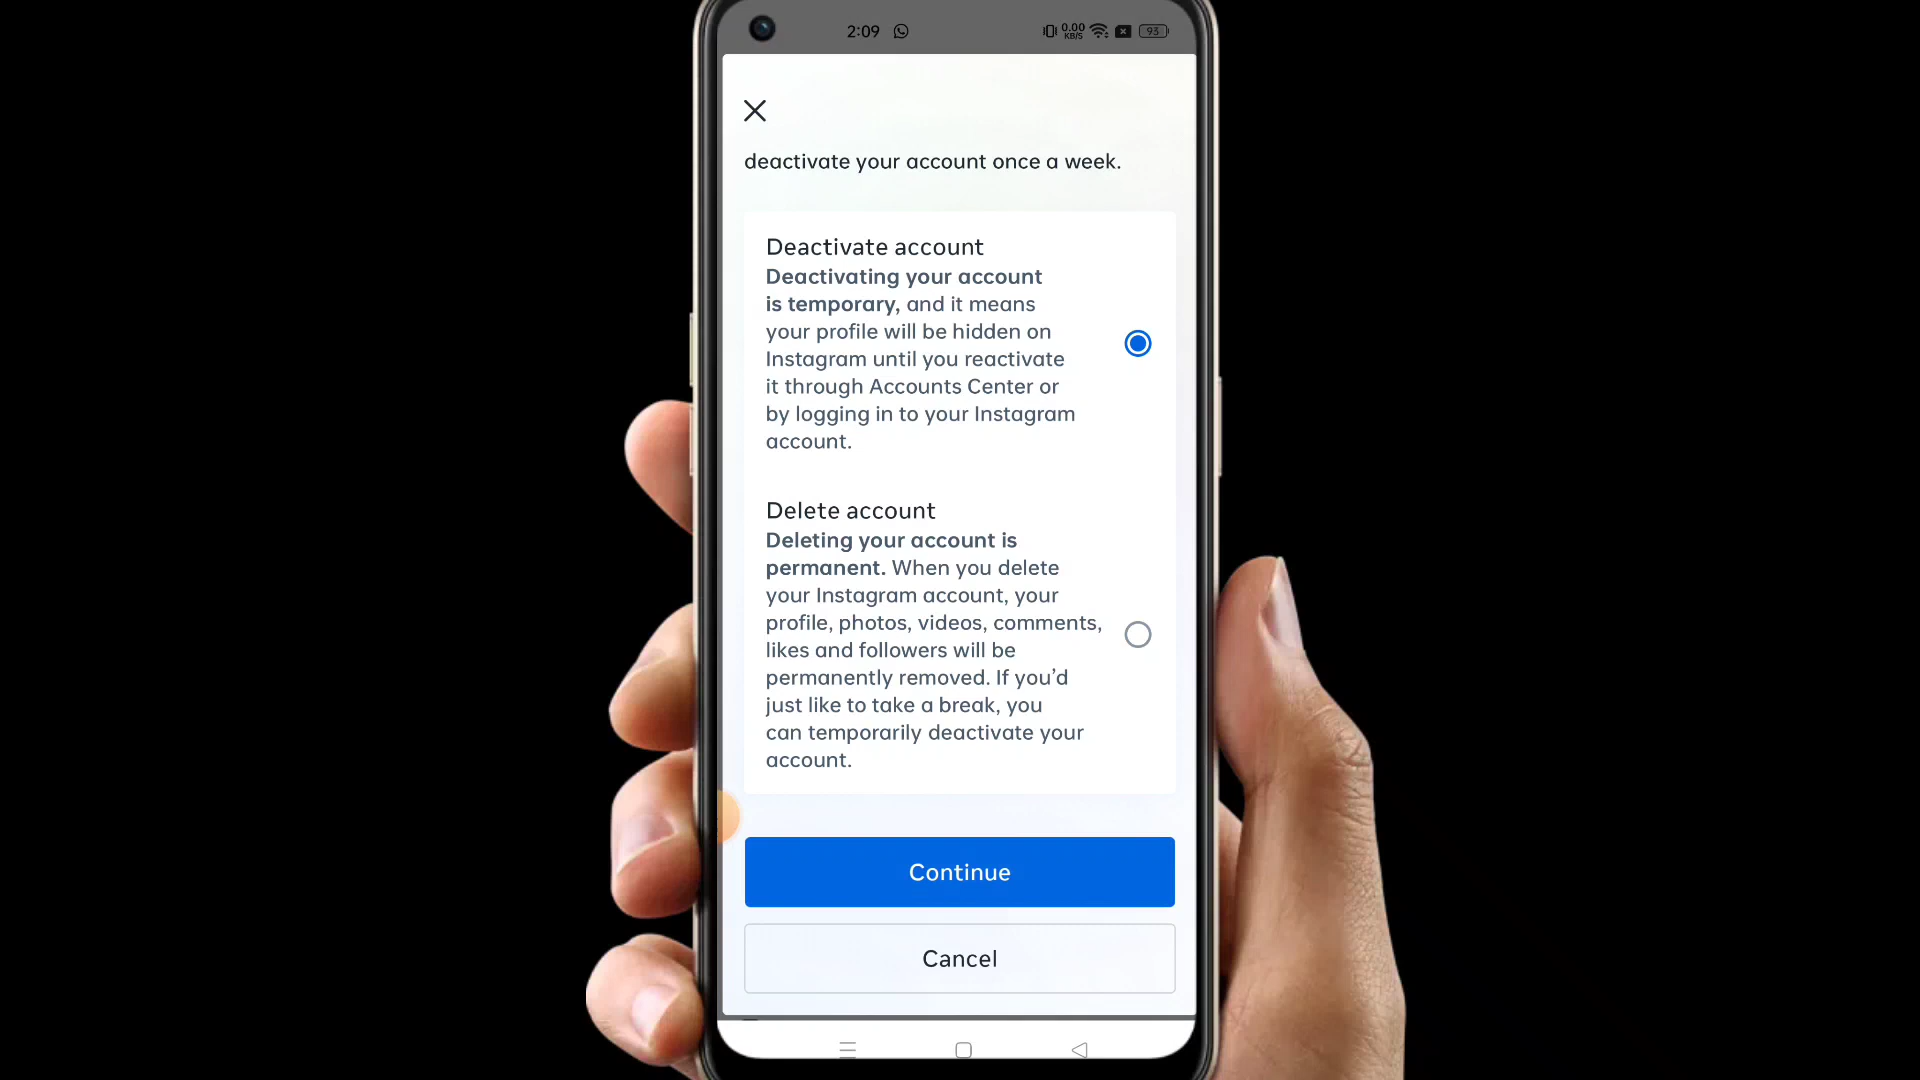 2:09
0.00
KB/S
93
deactivate your account once a week.
Deactivate account
Deactivating your account
is temporary, and it means
your profile will be hidden on
Instagram until you reactivate
it through Accounts Center or
by logging in to your Instagram
account.
Delete account
Deleting your account is
permanent. When you delete
your Instagram account, your
profile, photos, videos, comments,
likes and followers will be
permanently removed. If you’d
just like to take a break, you
can temporarily deactivate your
account.
Continue
Cancel